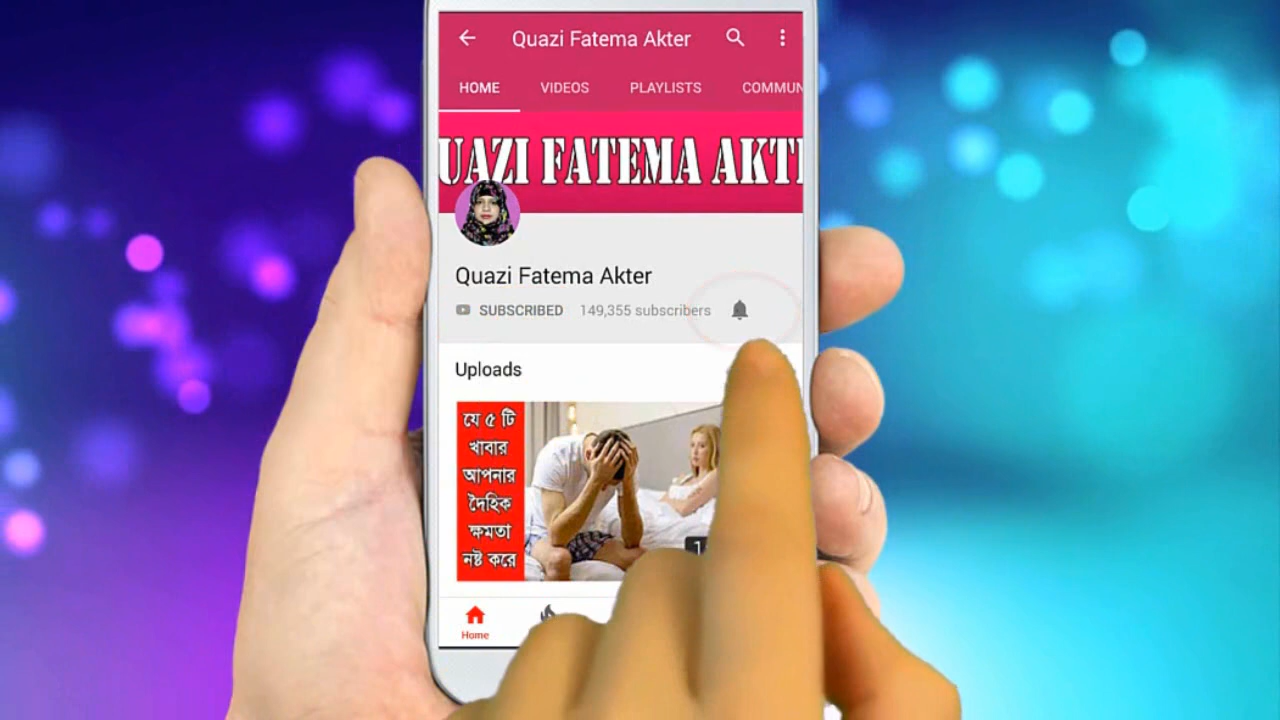 Quazi Fatema Akter
HOME VIDEOS PLAYLISTS COMMUN
UAZI FATEMA AKT
Quazi Fatema Akter
SUBSCRIBED 149,355 subscribers
Uploads
যে ৫ টি
খাবার
আপনার
দৈহিক
ক্ষমতা
নষ্ট করে
1
Home